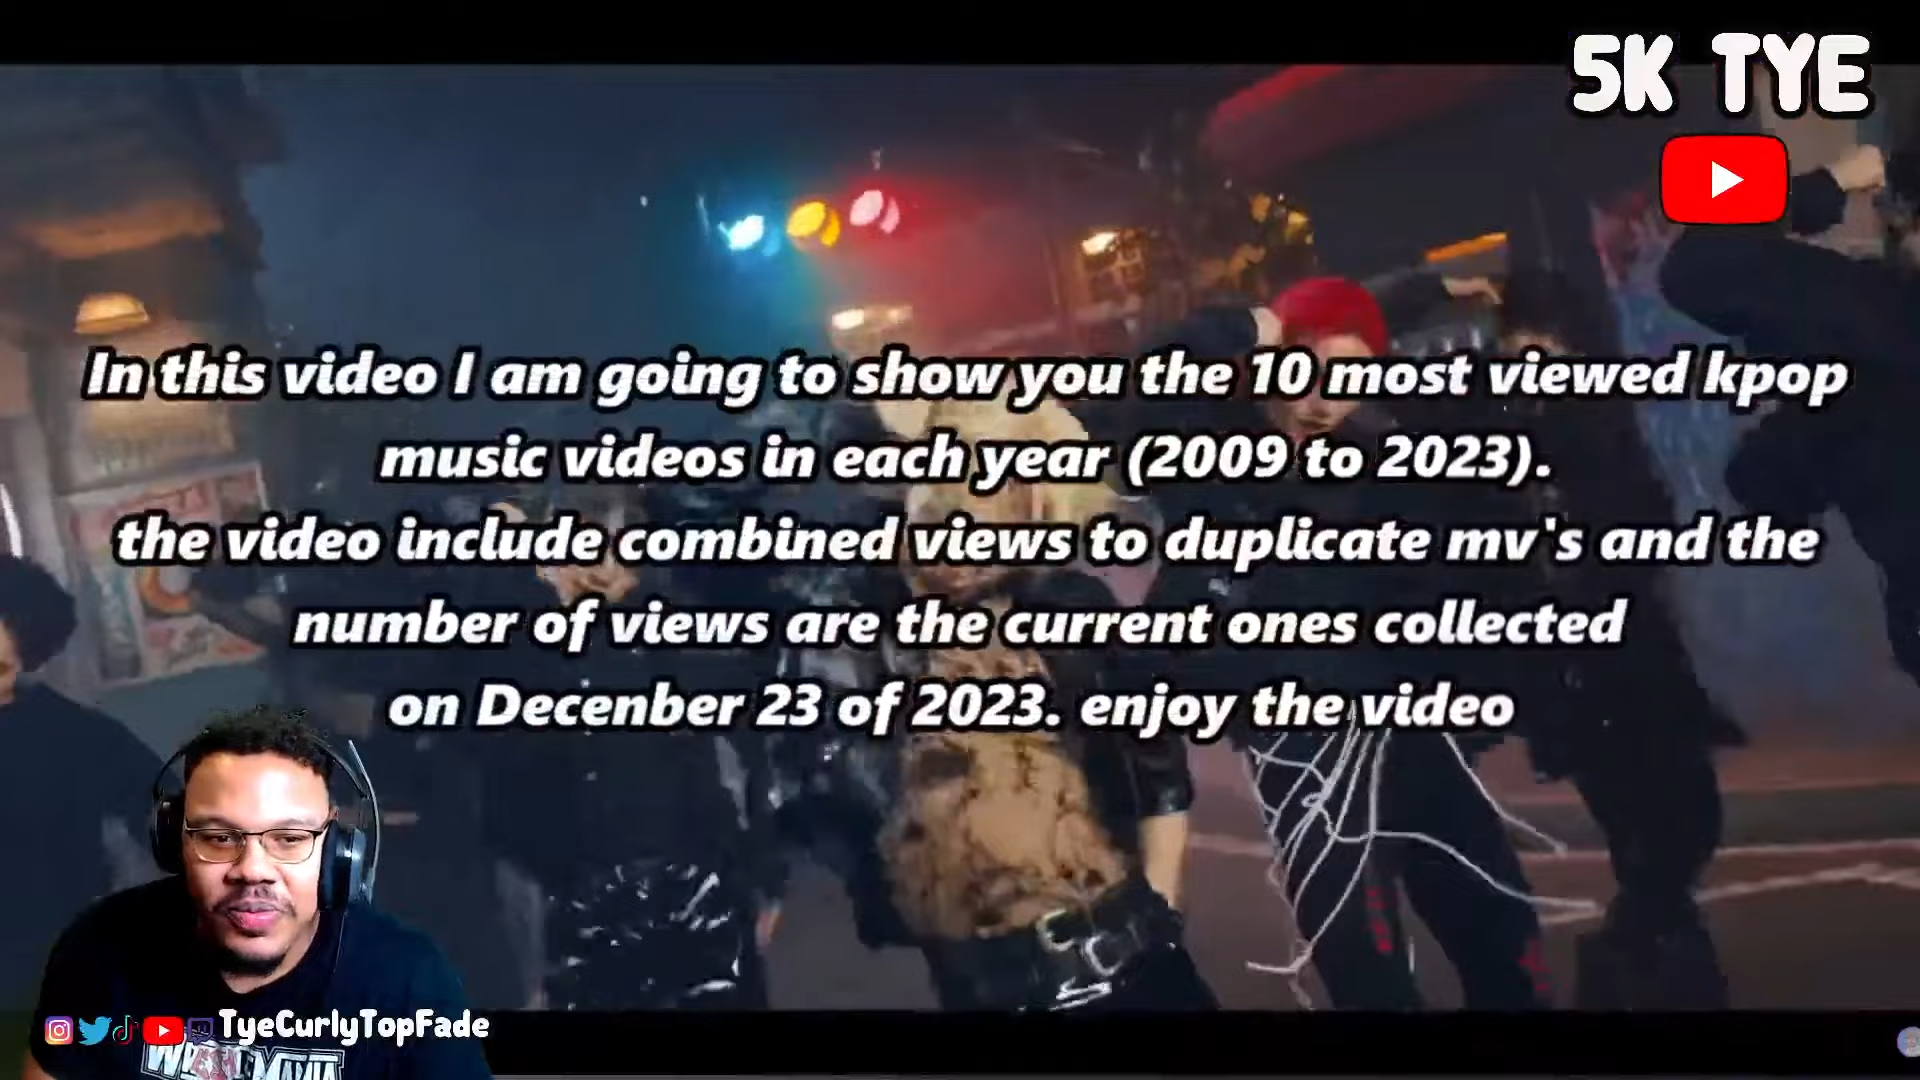 5K TYE
In this video I am going to show you the 10 most viewed kpop
music videos in each year (2009 to 2023).
the video include combined views to duplicate mv's and the
number of views are the current ones collected
on Decenber 23 of 2023. enjoy the video
TyeCurlyTopFade
WRESTLEMANIA